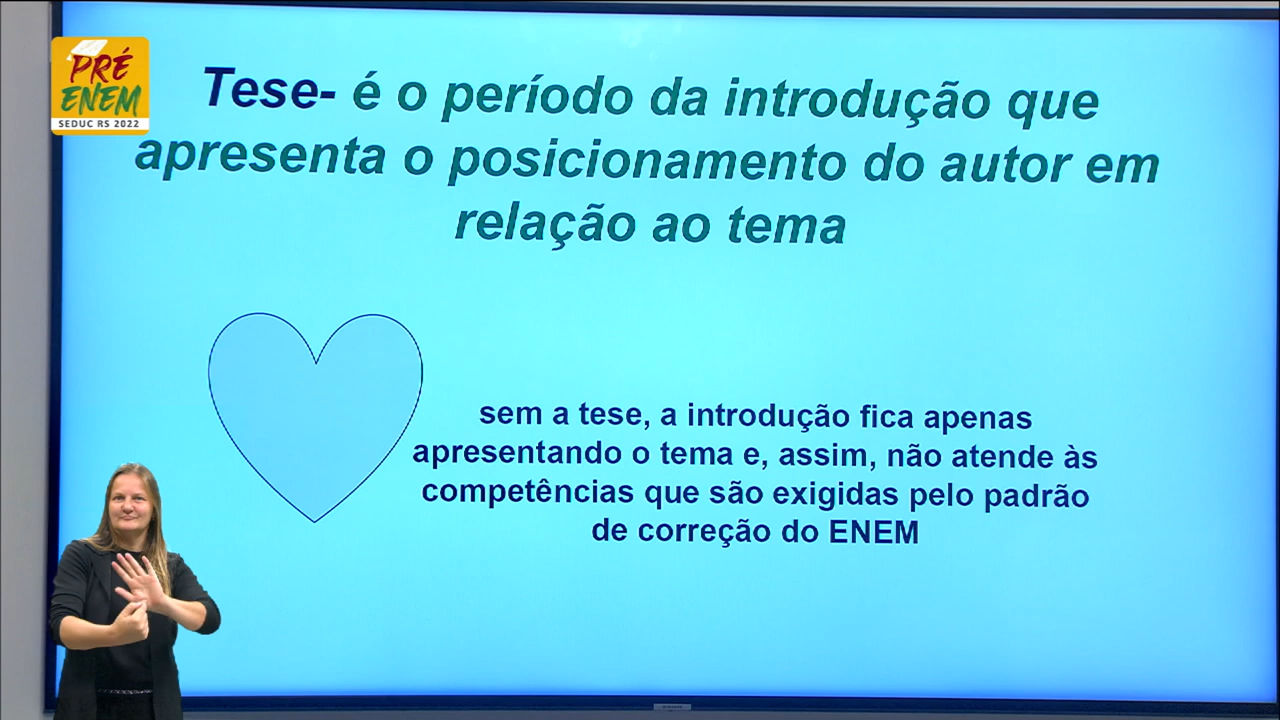 PRÉ
ENEM
SEDUC RS 2022
Tese- é o período da introdução que
apresenta o posicionamento do autor em
relação ao tema
sem a tese, a introdução fica apenas
apresentando o tema e, assim, não atende às
competências que são exigidas pelo padrão
de correção do ENEM